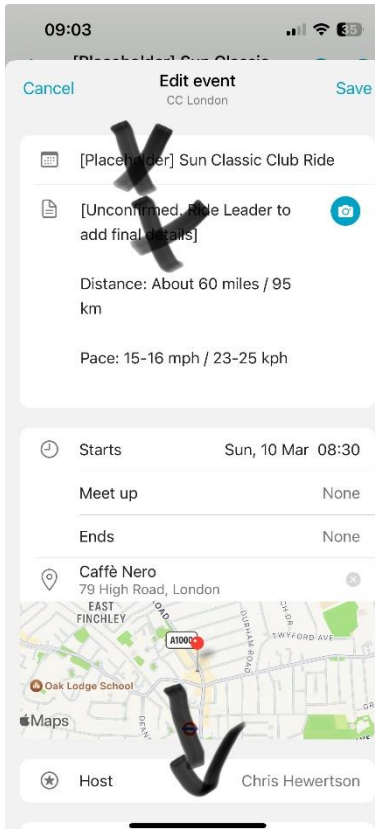 09:03
35
Cancel
Edit event
Save
CC London
[Placeholder] Sun Classic Club Ride
[Unconfirmed. Ride Leader to
add final details]
Distance: About 60 miles / 95
km
Pace: 15-16 mph / 23-25 kph
Starts
Sun, 10 Mar 08:30
Meet up
None
Ends
None
Caffè Nero
79 High Road, London
EAST
FINCHLEY
A1000
DURHAM ROAD
TWYFORD AVE
Oak Lodge School
Maps
Host
Chris Hewertson